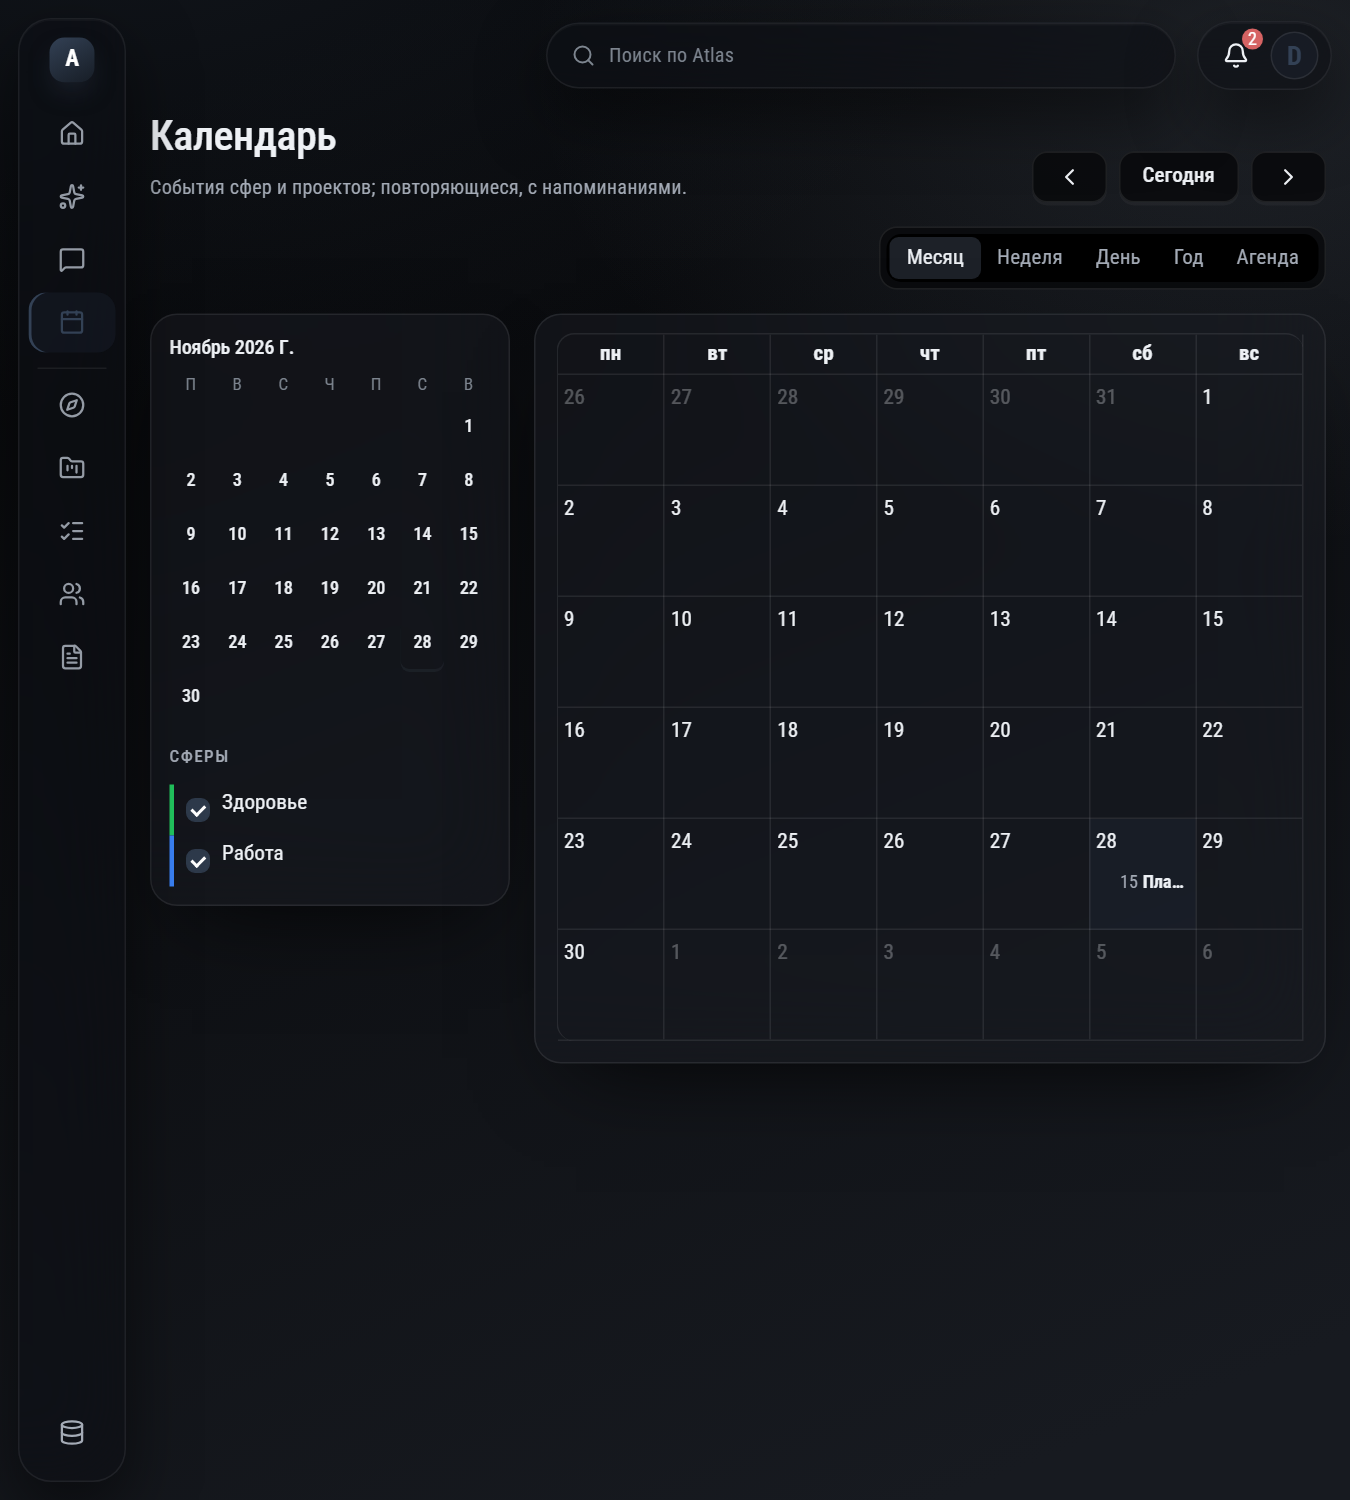 A
Поиск по Atlas
2
D
Календарь
События сфер и проектов; повторяющиеся, с напоминаниями.
Сегодня
Месяц Неделя День Год Агенда
Ноябрь 2026 Г.
П В С Ч П С В
1
2 3 4 5 6 7 8
9 10 11 12 13 14 15
16 17 18 19 20 21 22
23 24 25 26 27 28 29
30
СФЕРЫ
Здоровье
Работа
пн вт ср чт пт сб вс
26 27 28 29 30 31 1
2 3 4 5 6 7 8
9 10 11 12 13 14 15
16 17 18 19 20 21 22
23 24 25 26 27 28 29
15 Пла...
30 1 2 3 4 5 6